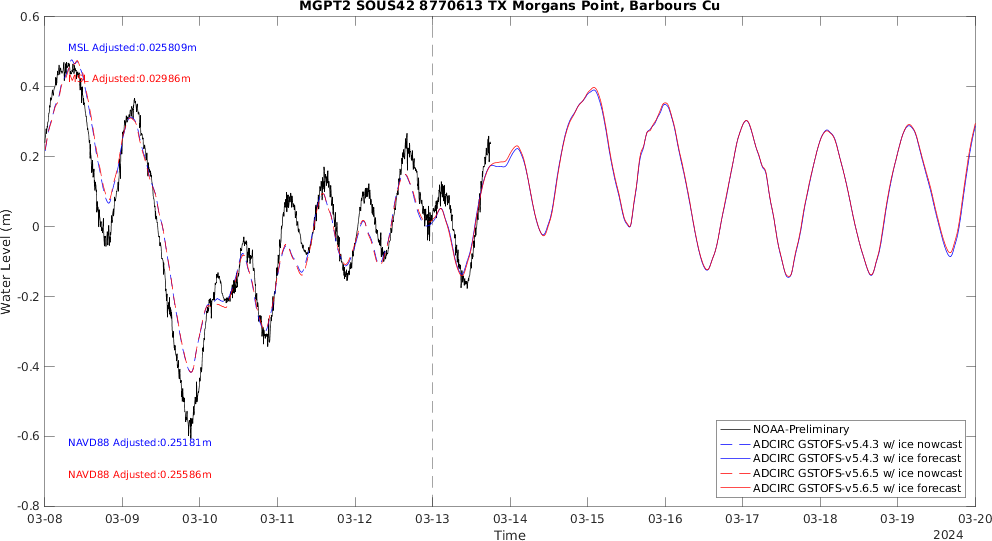 MGPT2 SOUS42 8770613 TX Morgans Point, Barbours Cu
0.6
MSL Adjusted:0.025809m
MSL Adjusted:0.02986m
0.4
0.2
0
-0.2
-0.4
-0.6
-0.8
Water Level (m)
NAVD88 Adjusted:0.25181m
NAVD88 Adjusted:0.25586m
NOAA-Preliminary
ADCIRC GSTOFS-v5.4.3 w/ ice nowcast
ADCIRC GSTOFS-v5.4.3 w/ ice forecast
ADCIRC GSTOFS-v5.6.5 w/ ice nowcast
ADCIRC GSTOFS-v5.6.5 w/ ice forecast
03-08 03-09 03-10 03-11 03-12 03-13 03-14 03-15 03-16 03-17 03-18 03-19 03-20
Time
2024